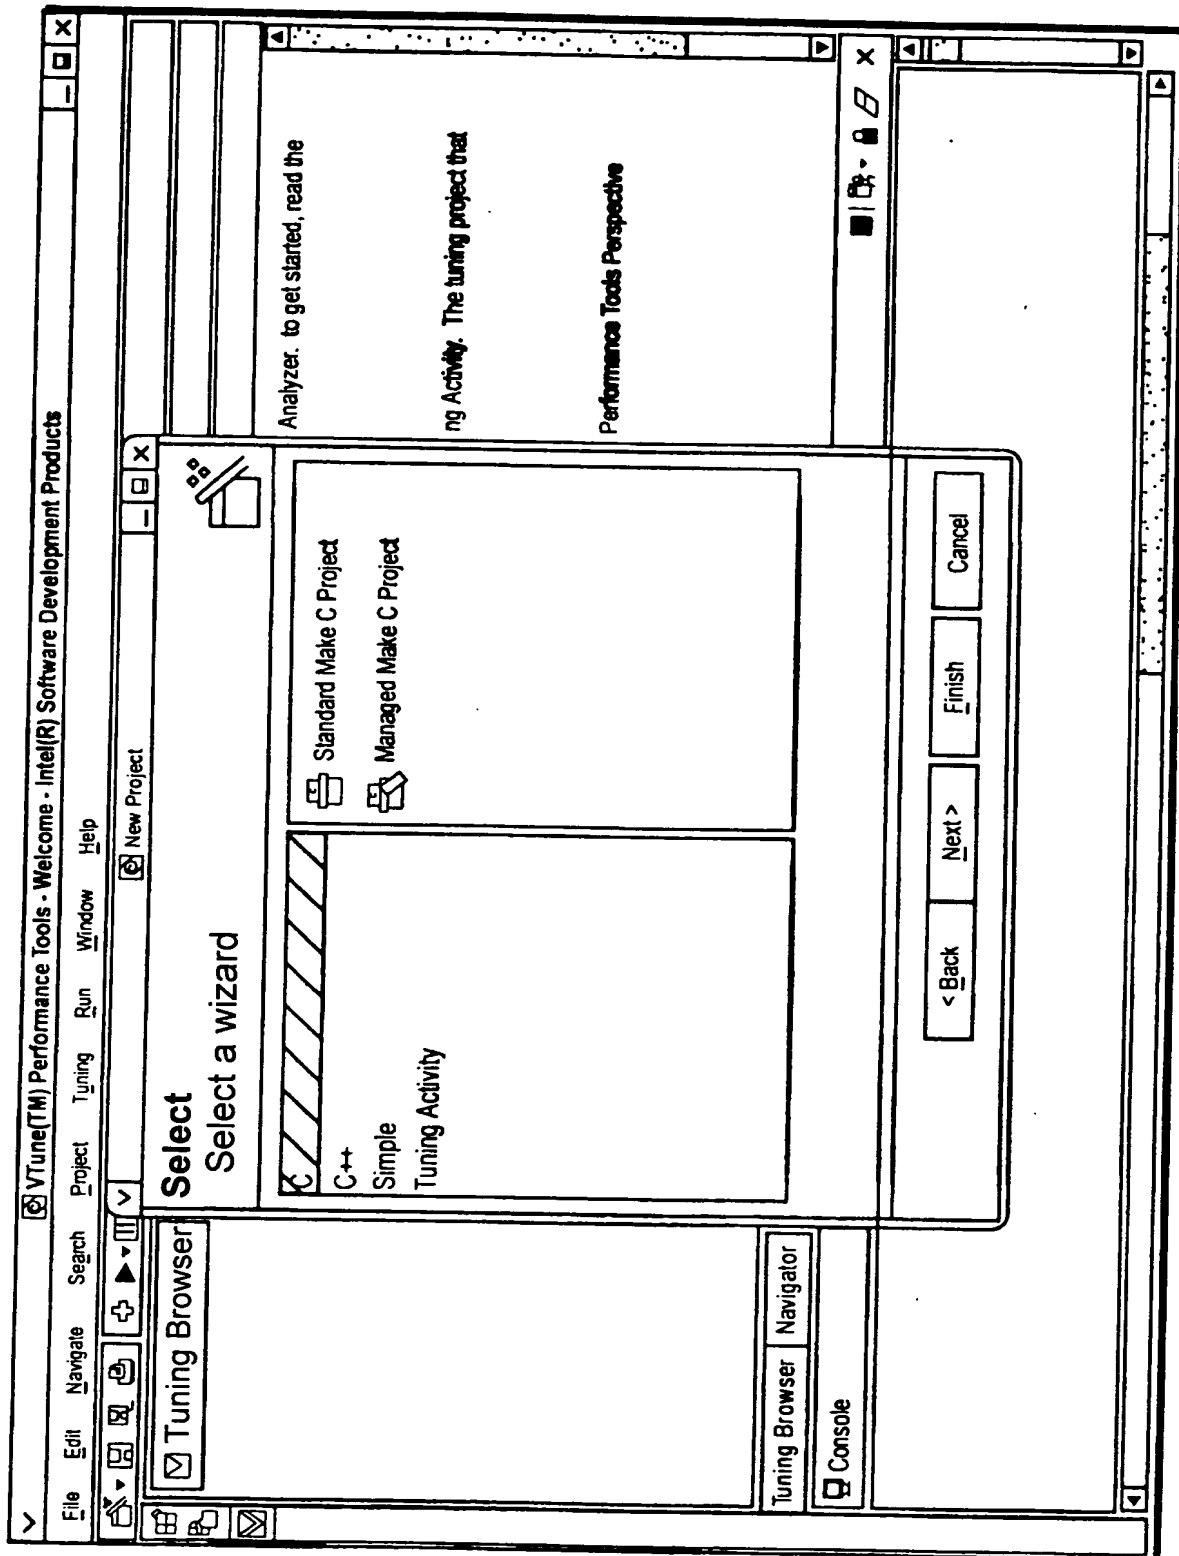 VTune(TM) Performance Tools - Welcome - Intel(R) Software Development Products
File Edit Navigate Search Project Tuning Run Window Help
New Project
Select
Select a wizard
C
C++
Simple
Tuning Activity
Standard Make C Project
Managed Make C Project
< Back
Next >
Finish
Cancel
Tuning Browser
Analyzer. to get started, read the
ng Activity. The tuning project that
Performance Tools Perspective
Tuning Browser
Navigator
Console